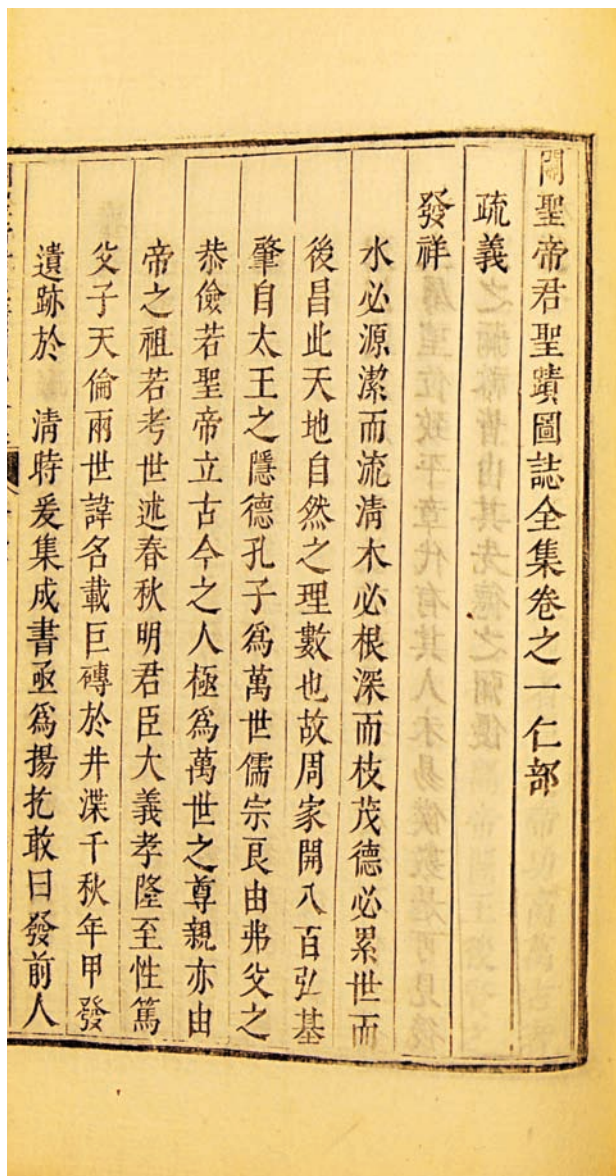 關聖帝君聖蹟圖誌全集卷之一仁部
疏義
發祥
水必源潔而流清木必根深而枝茂德必累世而
後昌此天地自然之理數也故周家開八百弘基
肇自太王之隱德孔子為萬世儒宗良由弗父之
恭儉若聖帝立古今之人極為萬世之尊親亦由
帝之祖若考世述春秋明君臣大義孝隆至性篤
父子天倫兩世諱名載巨磚於井渫千秋年甲發
遺跡於 清時爰集成書亟為揚扢敢曰發前人